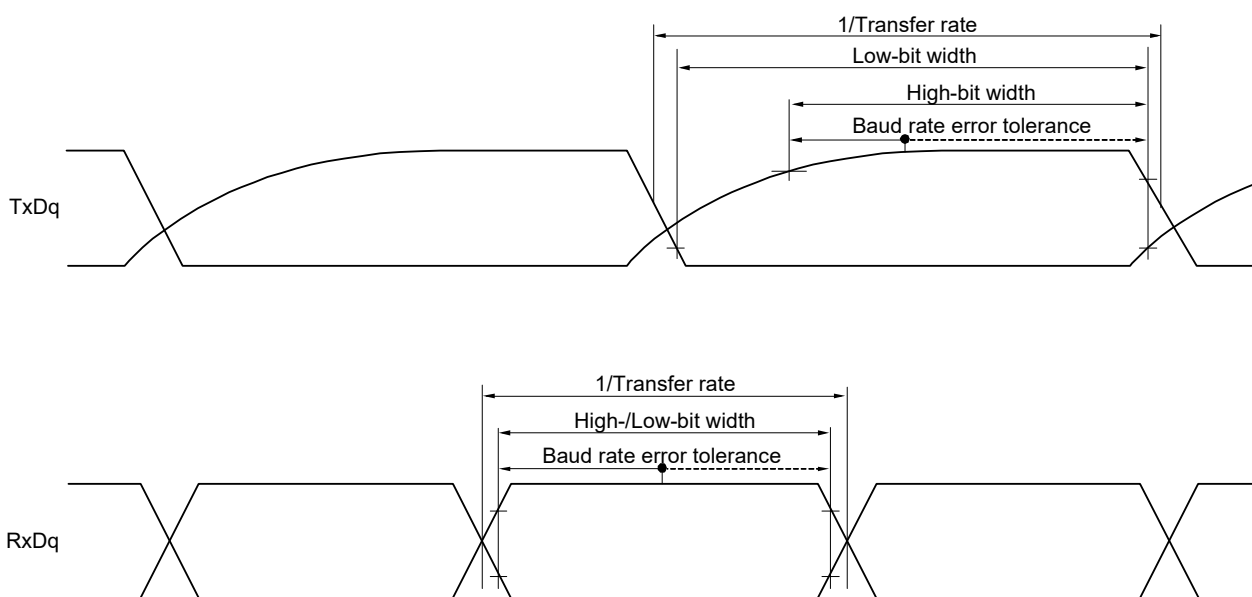 1/Transfer rate
Low-bit width
High-bit width
Baud rate error tolerance
TxDq
1/Transfer rate
High-/Low-bit width
Baud rate error tolerance
RxDq